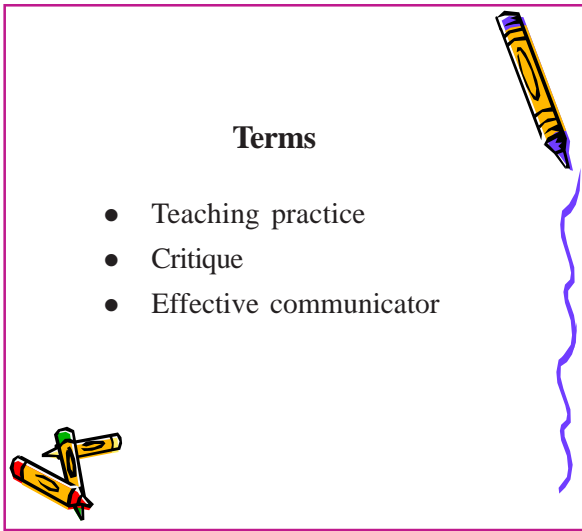 Terms
● Teaching practice
● Critique
● Effective communicator